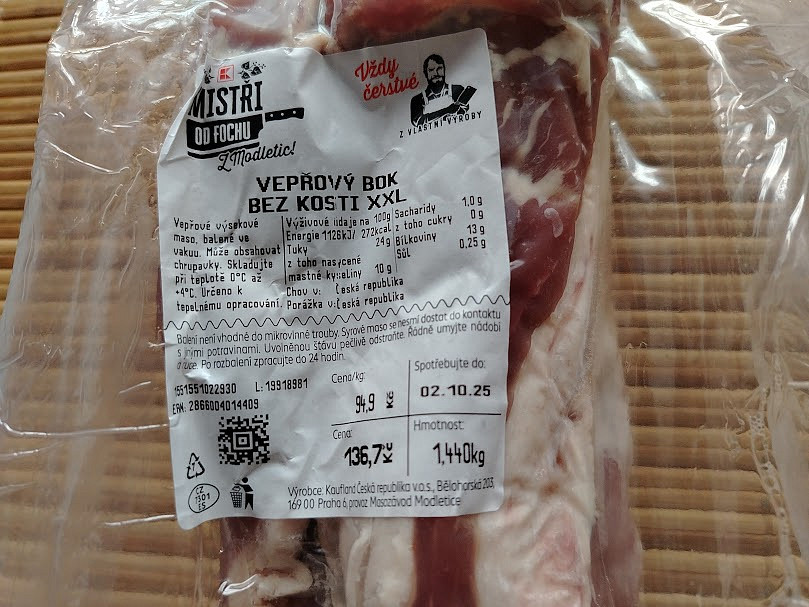 K
MISTŘI
OD FOCHU
Z Modletic!
Vždy
čerstvé
Z VLASTNÍ VÝROBY
VEPŘOVÝ BOK
BEZ KOSTI XXL
Vepřové výsekové
maso, balené ve
vakuu. Může obsahovat
chrupavky. Skladujte
při teplotě 0°C až
+4°C. Určeno k
tepelnému opracování.
Výživové údaje na 100g
Energie 1126kJ/ 272kcal
Tuky 24g
z toho nasycené
mastné kyseliny 10 g
Chov v: Česká republika
Porážka v: Česká republika
Sacharidy 1,0 g
z toho cukry 0g
Bílkoviny 13 g
Sůl 0,25 g
Balení není vhodné do mikrovlnné trouby. Syrové maso se nesmí dostat do kontaktu
s jinými potravinami. Uvolněnou šťávu pečlivě odstraňte. Řádně umyjte nádobí
a ruce. Po rozbalení zpracujte do 24 hodin.
1551551022930 L: 19918981
EAN: 2866004014409
Cena/kg:
94,9 Kč
Spotřebujte do:
02.10.25
Cena:
136,7 Kč
Hmotnost:
1,440kg
CZ
1301
ES
Výrobce: Kaufland Česká republika v.o.s., Bělohorská 203,
169 00 Praha 6, provoz Masozávod Modletice